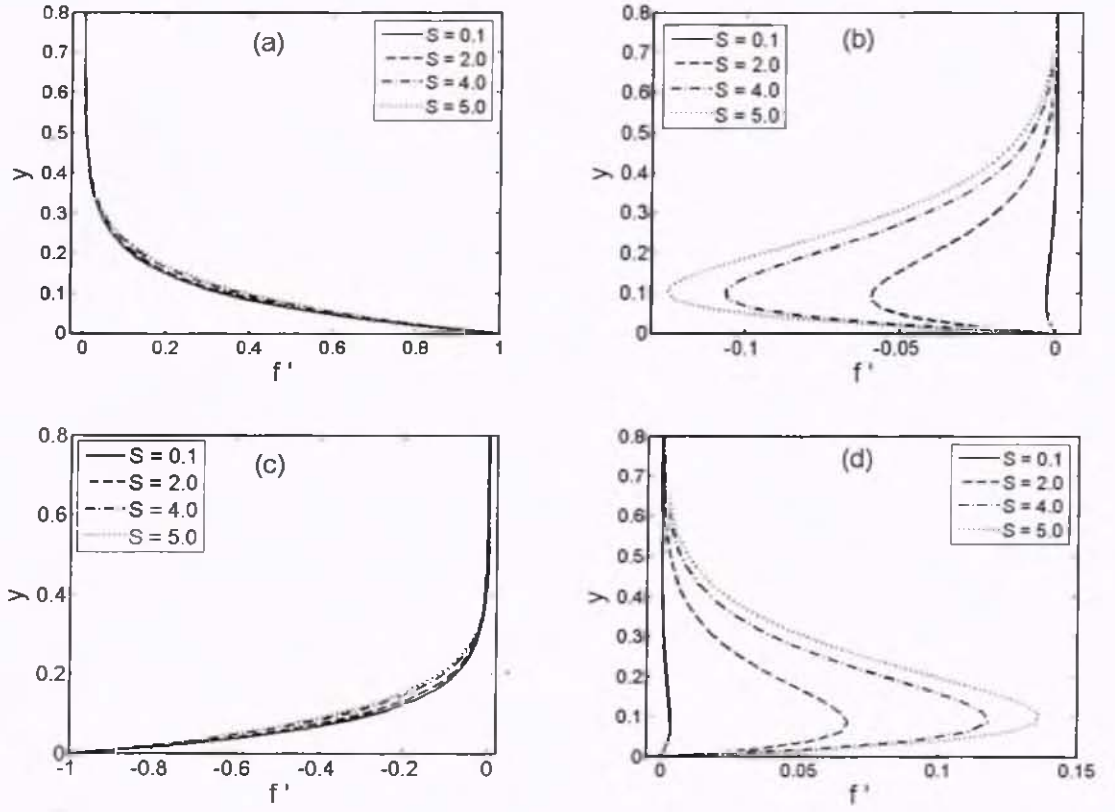 (a)
S = 0.1
S = 2.0
S = 4.0
S = 5.0
0.8
0.7
0.6
0.5
0.4
0.3
0.2
0.1
0
y
0
0.2
0.4
0.6
0.8
1
f '
(b)
S = 0.1
S = 2.0
S = 4.0
S = 5.0
0.8
0.7
0.6
0.5
0.4
0.3
0.2
0.1
0
y
-0.1
-0.05
0
f '
(c)
S = 0.1
S = 2.0
S = 4.0
S = 5.0
0.8
0.6
0.4
0.2
0
y
-1
-0.8
-0.6
-0.4
-0.2
0
f '
(d)
S = 0.1
S = 2.0
S = 4.0
S = 5.0
0.8
0.7
0.6
0.5
0.4
0.3
0.2
0.1
0
y
0
0.05
0.1
0.15
f '